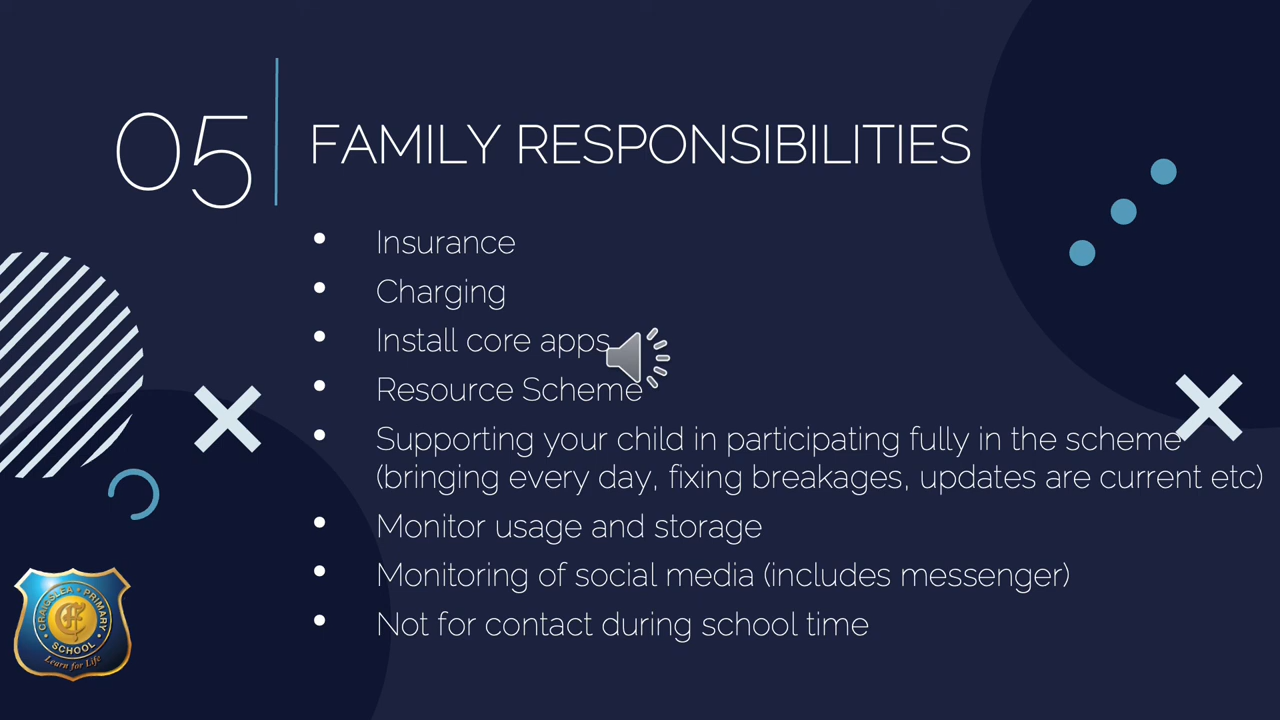 05
FAMILY RESPONSIBILITIES
• Insurance
• Charging
• Install core apps
• Resource Scheme
• Supporting your child in participating fully in the scheme
(bringing every day, fixing breakages, updates are current etc)
• Monitor usage and storage
• Monitoring of social media (includes messenger)
• Not for contact during school time
CRAIGSLEA • PRIMARY
• SCHOOL •
Learn for Life